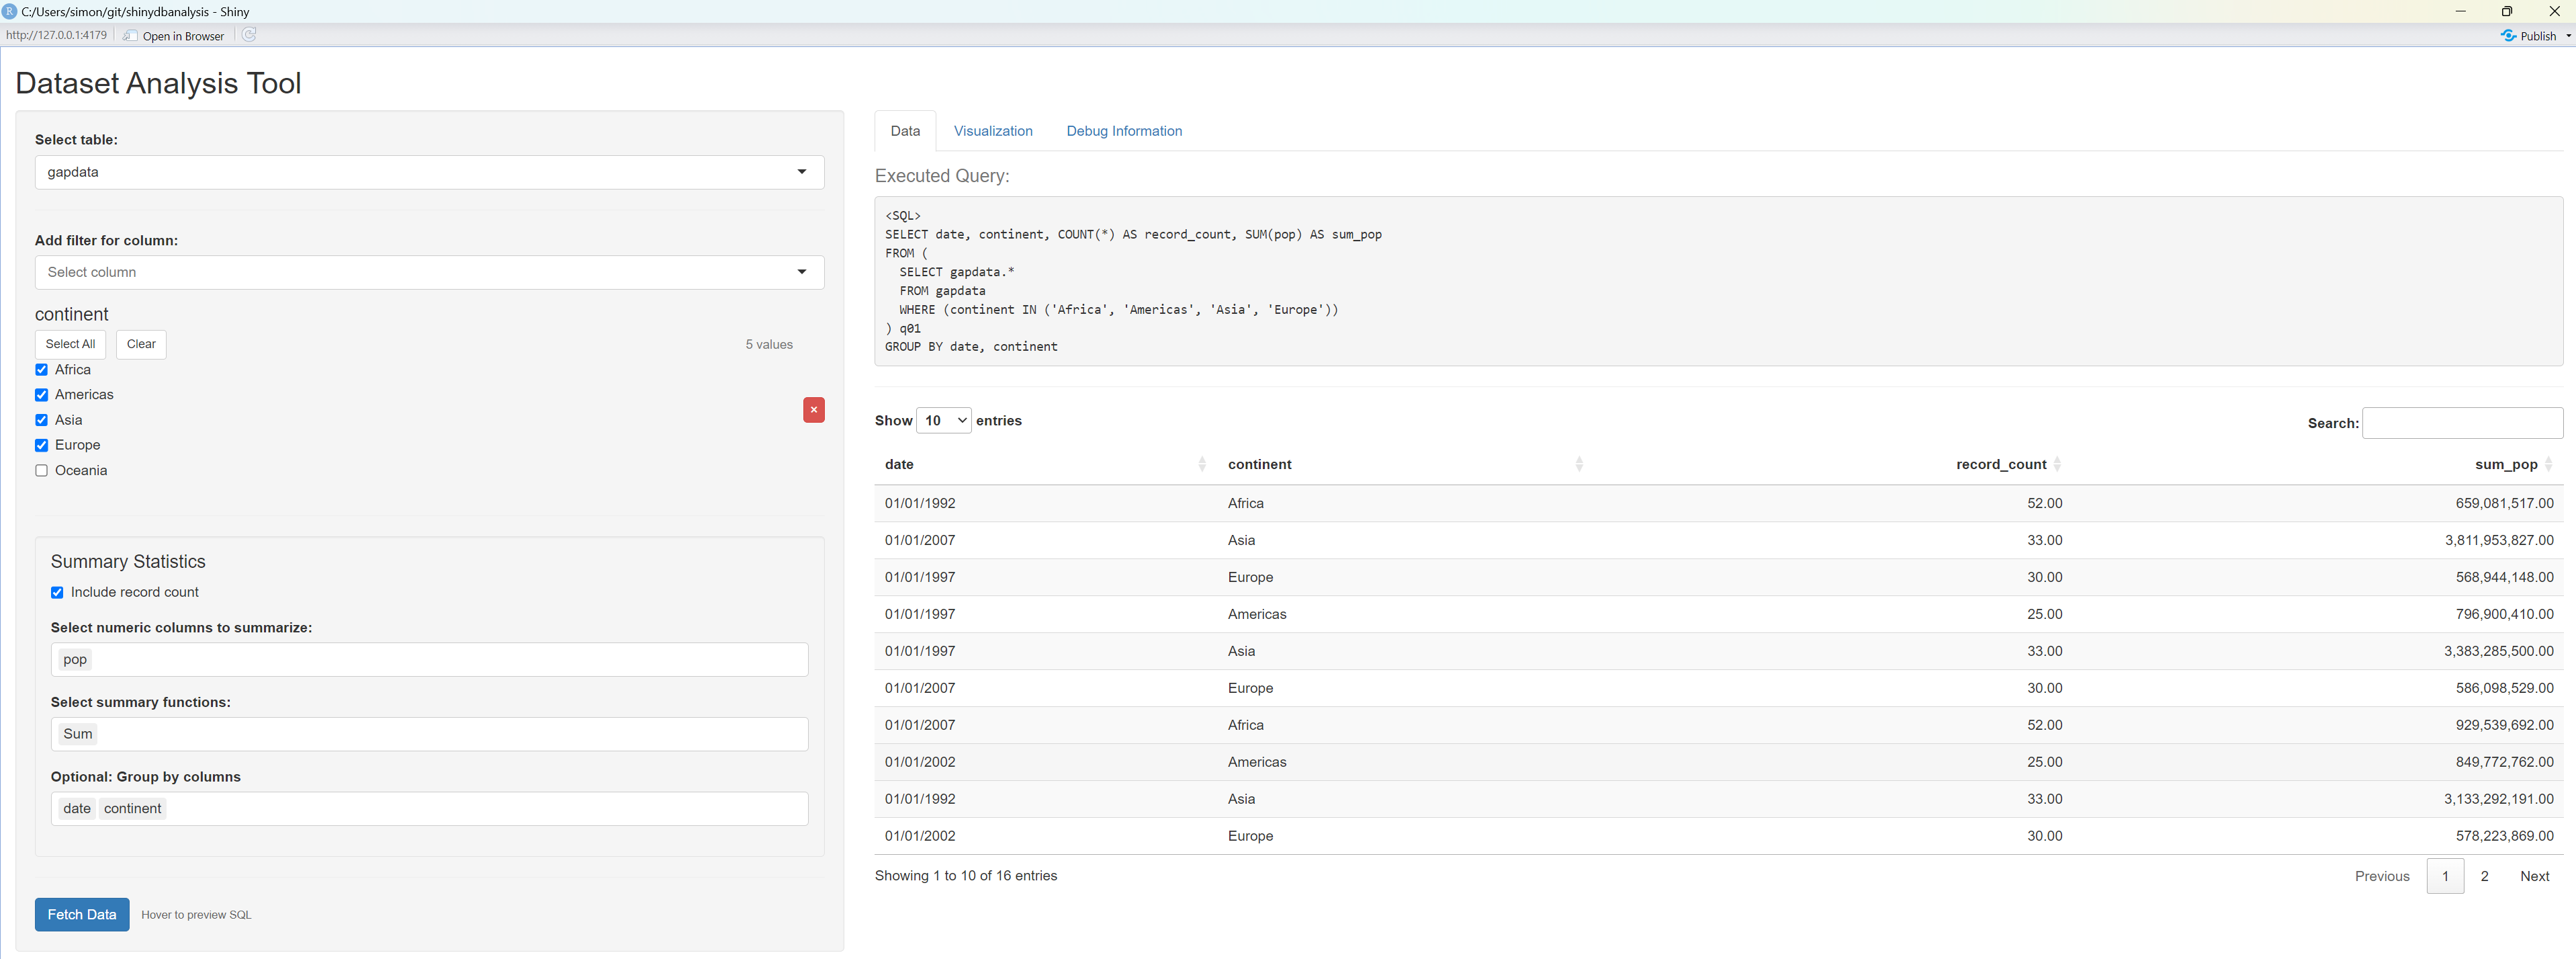 C:/Users/simon/git/shinydbanalysis - Shiny
http://127.0.0.1:4179 Open in Browser Publish
Dataset Analysis Tool
Select table:
gapdata
Add filter for column:
Select column
continent
Select All Clear 5 values
Africa
Americas
Asia
Europe
Oceania
Summary Statistics
Include record count
Select numeric columns to summarize:
pop
Select summary functions:
Sum
Optional: Group by columns
date continent
Fetch Data Hover to preview SQL
Data Visualization Debug Information
Executed Query:
<SQL>
SELECT date, continent, COUNT(*) AS record_count, SUM(pop) AS sum_pop
FROM (
  SELECT gapdata.*
  FROM gapdata
  WHERE (continent IN ('Africa', 'Americas', 'Asia', 'Europe'))
) q01
GROUP BY date, continent
Show 10 entries Search:
date continent record_count sum_pop
01/01/1992 Africa 52.00 659,081,517.00
01/01/2007 Asia 33.00 3,811,953,827.00
01/01/1997 Europe 30.00 568,944,148.00
01/01/1997 Americas 25.00 796,900,410.00
01/01/1997 Asia 33.00 3,383,285,500.00
01/01/2007 Europe 30.00 586,098,529.00
01/01/2007 Africa 52.00 929,539,692.00
01/01/2002 Americas 25.00 849,772,762.00
01/01/1992 Asia 33.00 3,133,292,191.00
01/01/2002 Europe 30.00 578,223,869.00
Showing 1 to 10 of 16 entries Previous 1 2 Next